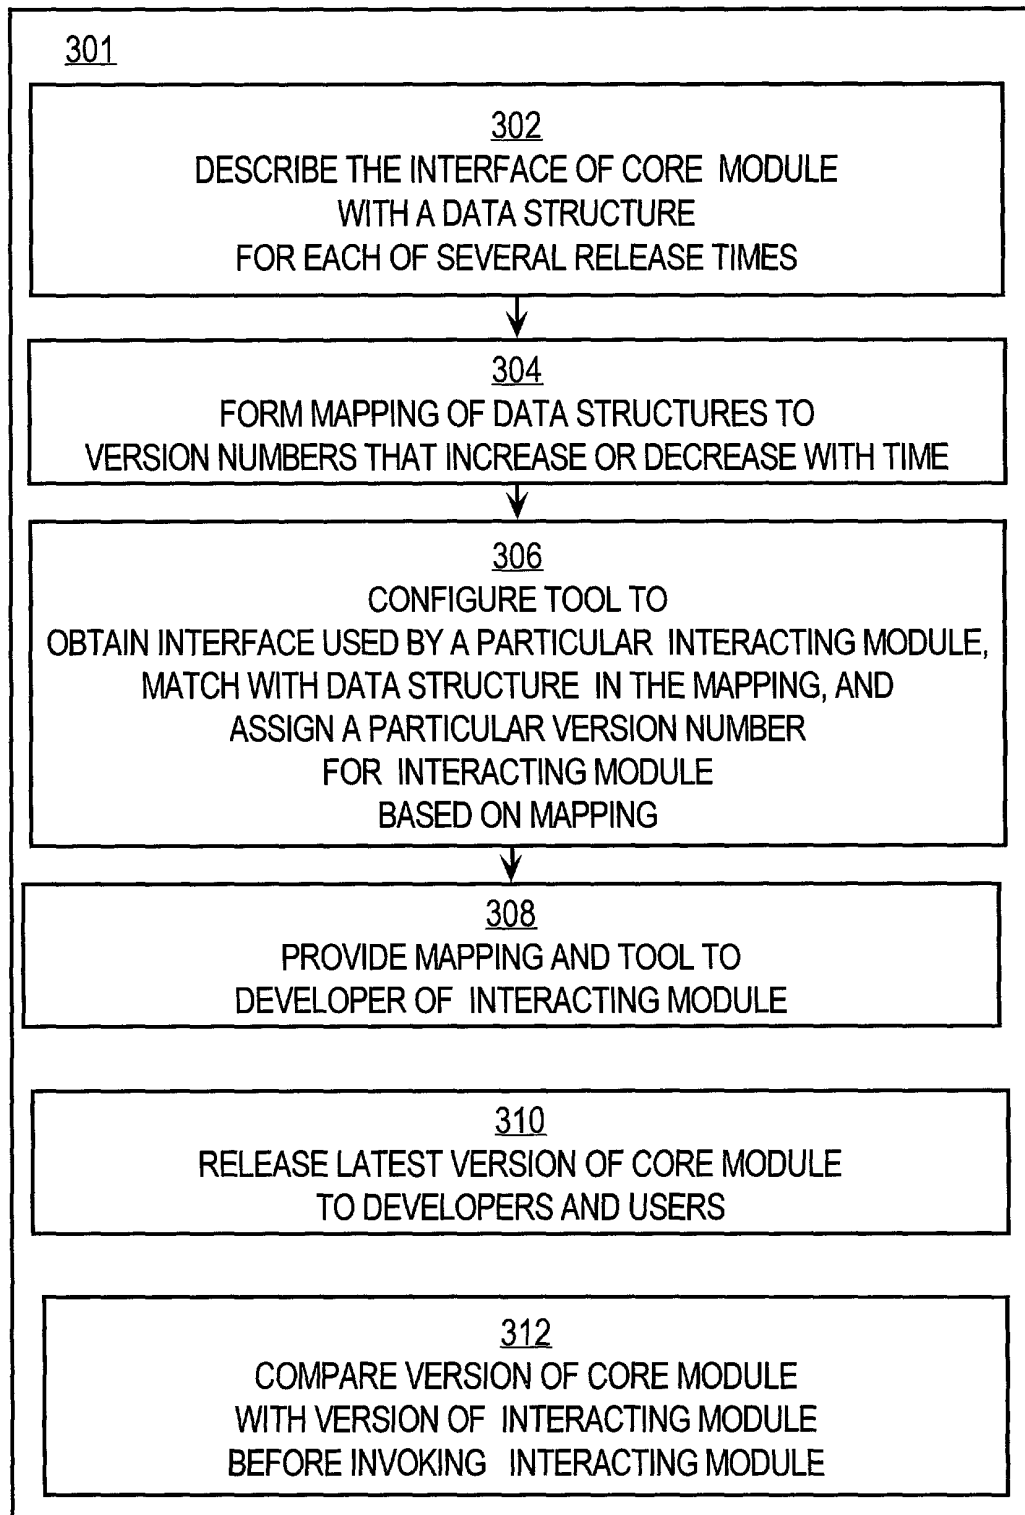 301
302
DESCRIBE THE INTERFACE OF CORE MODULE
WITH A DATA STRUCTURE
FOR EACH OF SEVERAL RELEASE TIMES
304
FORM MAPPING OF DATA STRUCTURES TO
VERSION NUMBERS THAT INCREASE OR DECREASE WITH TIME
306
CONFIGURE TOOL TO
OBTAIN INTERFACE USED BY A PARTICULAR INTERACTING MODULE,
MATCH WITH DATA STRUCTURE IN THE MAPPING, AND
ASSIGN A PARTICULAR VERSION NUMBER
FOR INTERACTING MODULE
BASED ON MAPPING
308
PROVIDE MAPPING AND TOOL TO
DEVELOPER OF INTERACTING MODULE
310
RELEASE LATEST VERSION OF CORE MODULE
TO DEVELOPERS AND USERS
312
COMPARE VERSION OF CORE MODULE
WITH VERSION OF INTERACTING MODULE
BEFORE INVOKING INTERACTING MODULE